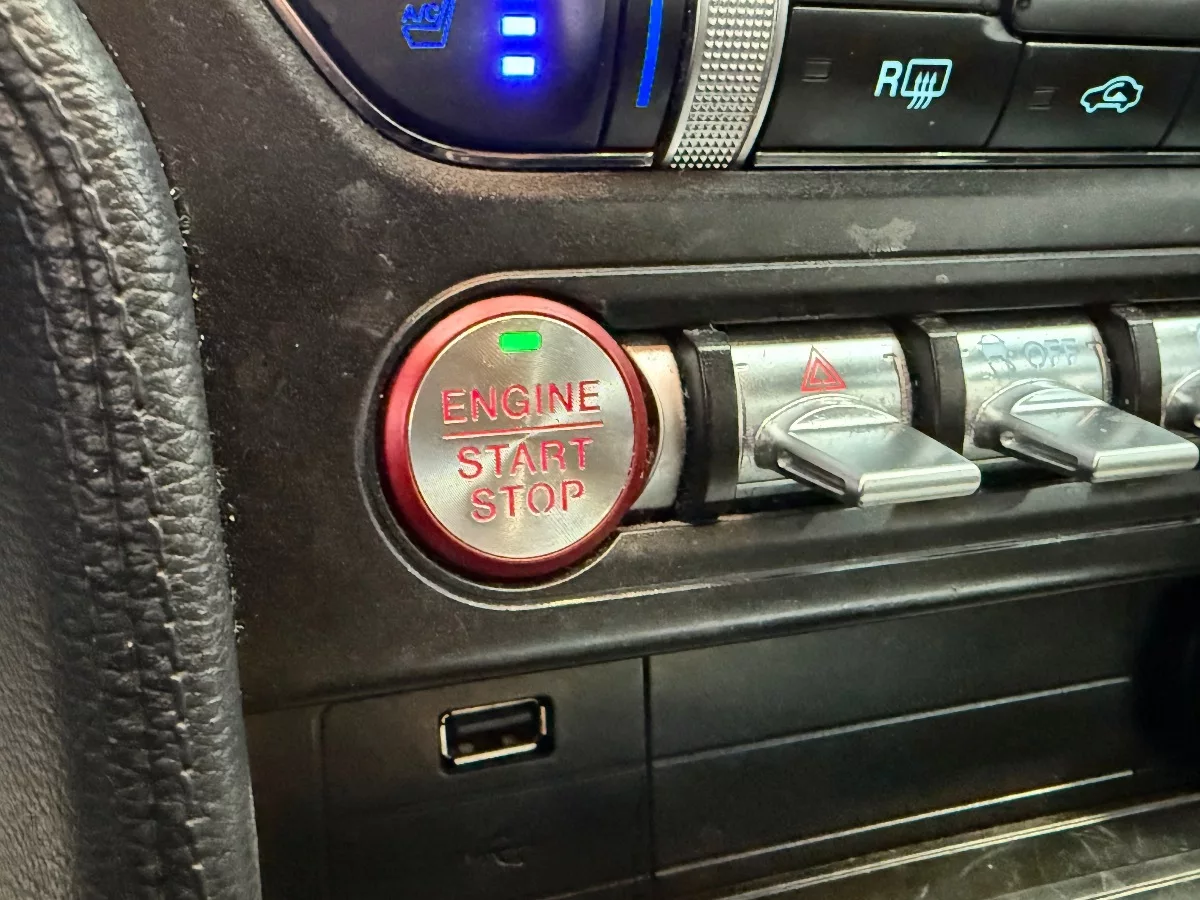 A/C
R
ENGINE
START
STOP
OFF